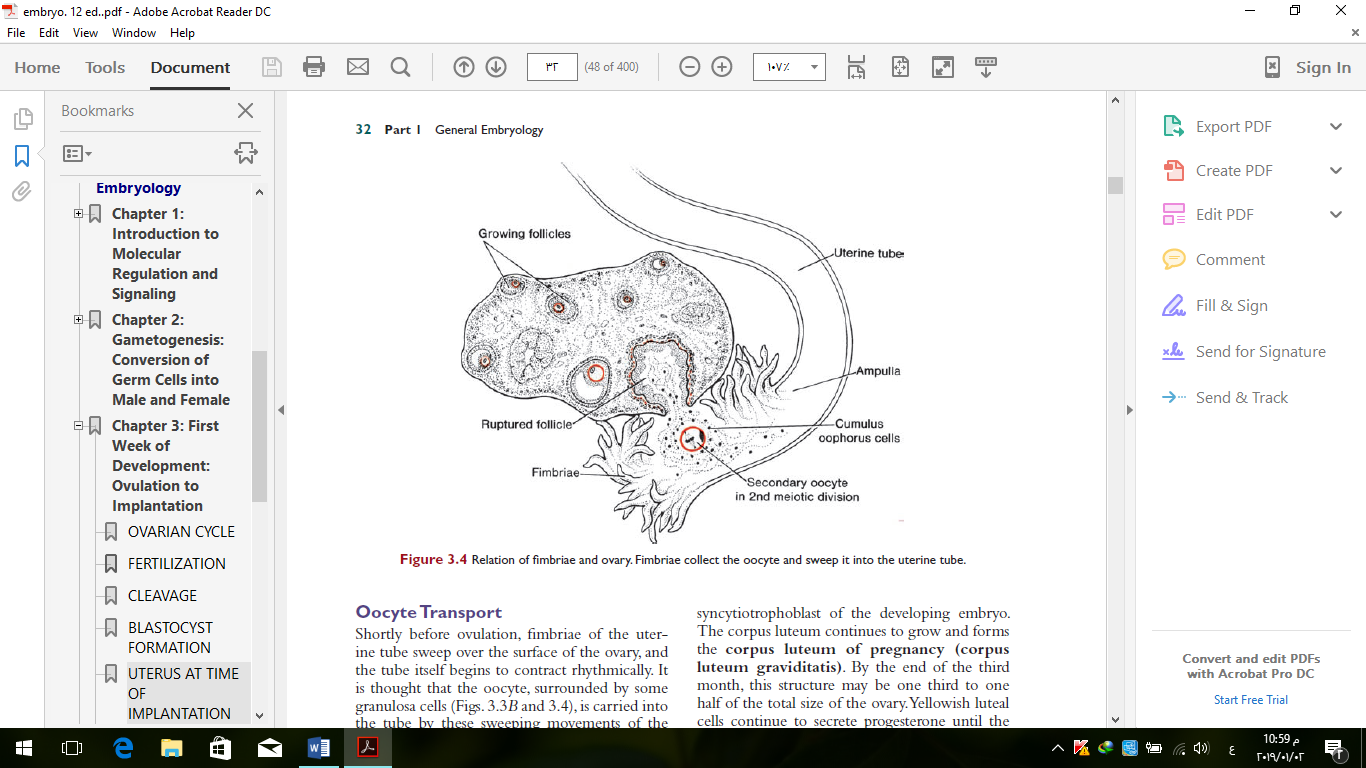 embryo. 12 ed..pdf - Adobe Acrobat Reader DC
File Edit View Window Help
Home Tools Document
٣٢ (48 of 400)
١٠٧٪
Sign In
Bookmarks
Embryology
Chapter 1:
Introduction to
Molecular
Regulation and
Signaling
Chapter 2:
Gametogenesis:
Conversion of
Germ Cells into
Male and Female
Chapter 3: First
Week of
Development:
Ovulation to
Implantation
OVARIAN CYCLE
FERTILIZATION
CLEAVAGE
BLASTOCYST
FORMATION
UTERUS AT TIME
OF
IMPLANTATION
32 Part 1 General Embryology
Growing follicles
Uterine tube
Ampulla
Ruptured follicle
Cumulus
oophorus cells
Fimbriae
Secondary oocyte
in 2nd meiotic division
Figure 3.4 Relation of fimbriae and ovary. Fimbriae collect the oocyte and sweep it into the uterine tube.
Oocyte Transport
Shortly before ovulation, fimbriae of the uter-
ine tube sweep over the surface of the ovary, and
the tube itself begins to contract rhythmically. It
is thought that the oocyte, surrounded by some
granulosa cells (Figs. 3.3B and 3.4), is carried into
the tube by these sweeping movements of the
syncytiotrophoblast of the developing embryo.
The corpus luteum continues to grow and forms
the corpus luteum of pregnancy (corpus
luteum graviditatis). By the end of the third
month, this structure may be one third to one
half of the total size of the ovary. Yellowish luteal
cells continue to secrete progesterone until the
Export PDF
Create PDF
Edit PDF
Comment
Fill & Sign
Send for Signature
Send & Track
Convert and edit PDFs
with Acrobat Pro DC
Start Free Trial
ع
10:59 م
٢٠١٩/٠١/٠٢
٢